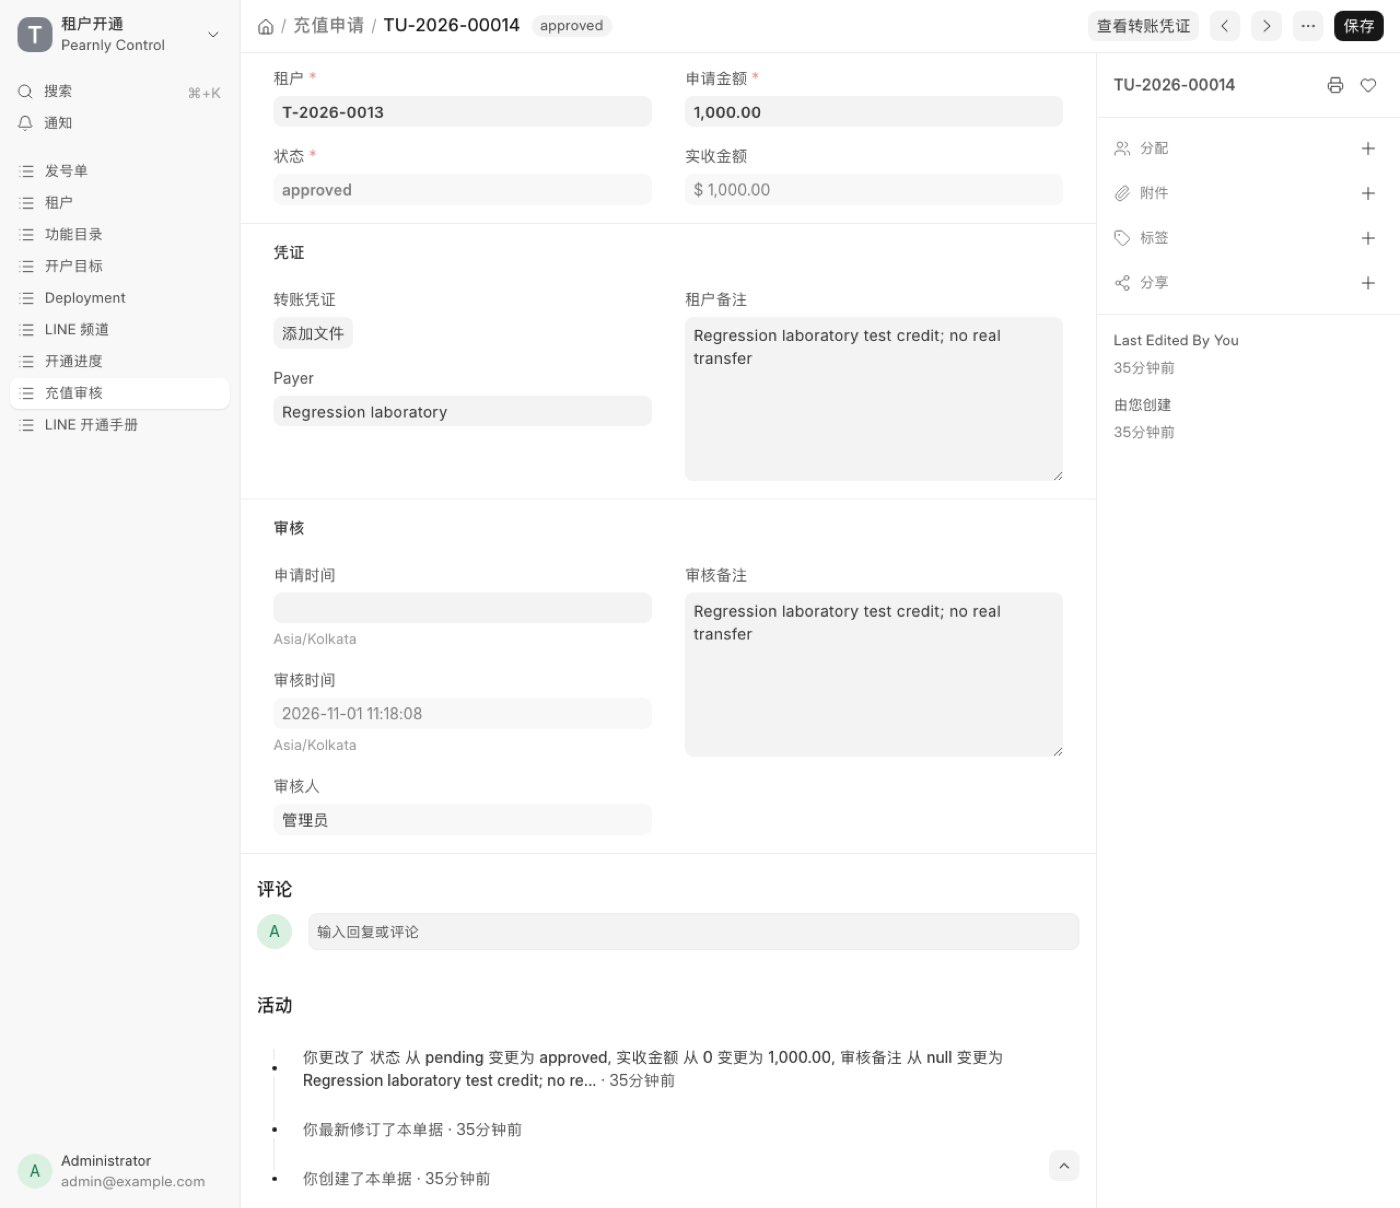 T
租户开通
Pearnly Control
搜索 ⌘+K
通知
发号单
租户
功能目录
开户目标
Deployment
LINE 频道
开通进度
充值审核
LINE 开通手册
A
Administrator
admin@example.com
/ 充值申请 / TU-2026-00014 approved
查看转账凭证 ··· 保存
租户 * 申请金额 *
T-2026-0013 1,000.00
状态 * 实收金额
approved $ 1,000.00
凭证
转账凭证
添加文件
Payer
Regression laboratory
租户备注
Regression laboratory test credit; no real
transfer
审核
申请时间
Asia/Kolkata
审核时间
2026-11-01 11:18:08
Asia/Kolkata
审核人
管理员
审核备注
Regression laboratory test credit; no real
transfer
评论
A 输入回复或评论
活动
你更改了 状态 从 pending 变更为 approved, 实收金额 从 0 变更为 1,000.00, 审核备注 从 null 变更为
Regression laboratory test credit; no re... · 35分钟前
你最新修订了本单据 · 35分钟前
你创建了本单据 · 35分钟前
TU-2026-00014
分配
附件
标签
分享
Last Edited By You
35分钟前
由您创建
35分钟前